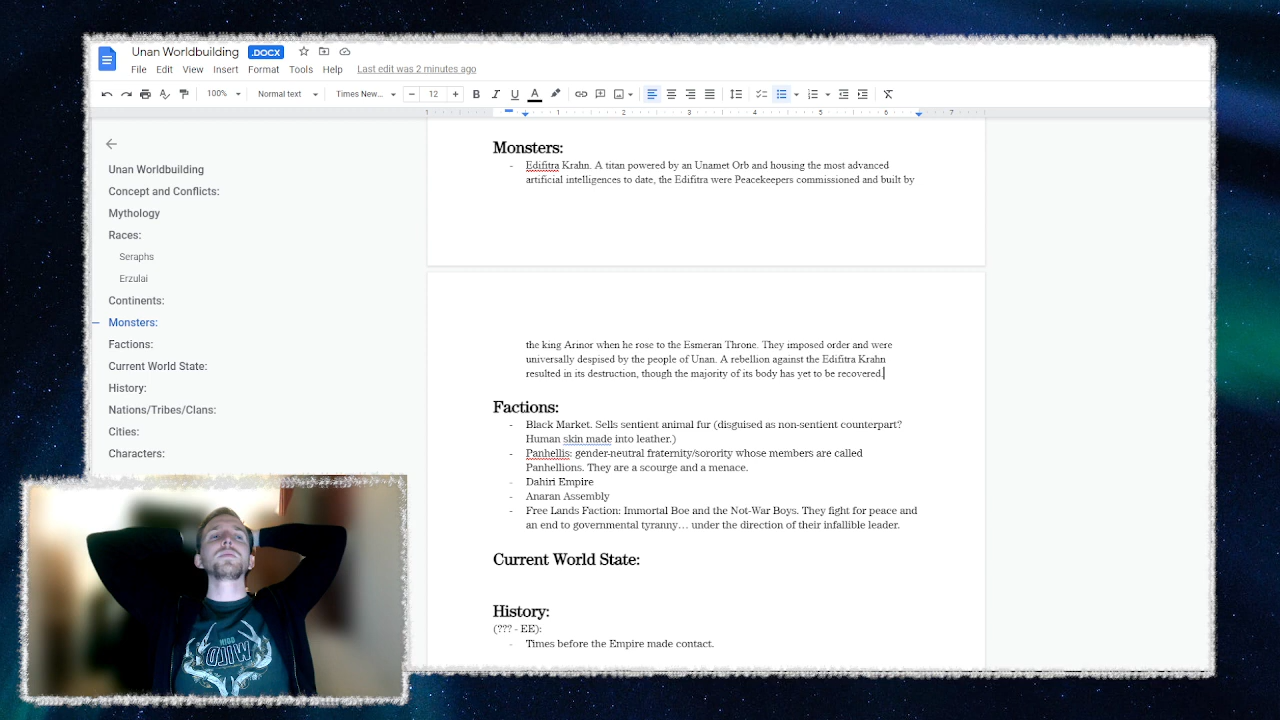 Unan Worldbuilding .DOCX
File Edit View Insert Format Tools Help Last edit was 2 minutes ago
100% Normal text Times New... 12 B I U A
1 1 2 3 4 5 6 7
Unan Worldbuilding
Concept and Conflicts:
Mythology
Races:
Seraphs
Erzulai
Continents:
Monsters:
Factions:
Current World State:
History:
Nations/Tribes/Clans:
Cities:
Characters:
Monsters:
- Edifitra Krahn. A titan powered by an Unamet Orb and housing the most advanced
artificial intelligences to date, the Edifitra were Peacekeepers commissioned and built by
the king Arinor when he rose to the Esmeran Throne. They imposed order and were
universally despised by the people of Unan. A rebellion against the Edifitra Krahn
resulted in its destruction, though the majority of its body has yet to be recovered.
Factions:
- Black Market. Sells sentient animal fur (disguised as non-sentient counterpart?
Human skin made into leather.)
- Panhellis: gender-neutral fraternity/sorority whose members are called
Panhellions. They are a scourge and a menace.
- Dahiri Empire
- Anaran Assembly
- Free Lands Faction: Immortal Boe and the Not-War Boys. They fight for peace and
an end to governmental tyranny… under the direction of their infallible leader.
Current World State:
History:
(??? - EE):
- Times before the Empire made contact.
WILD